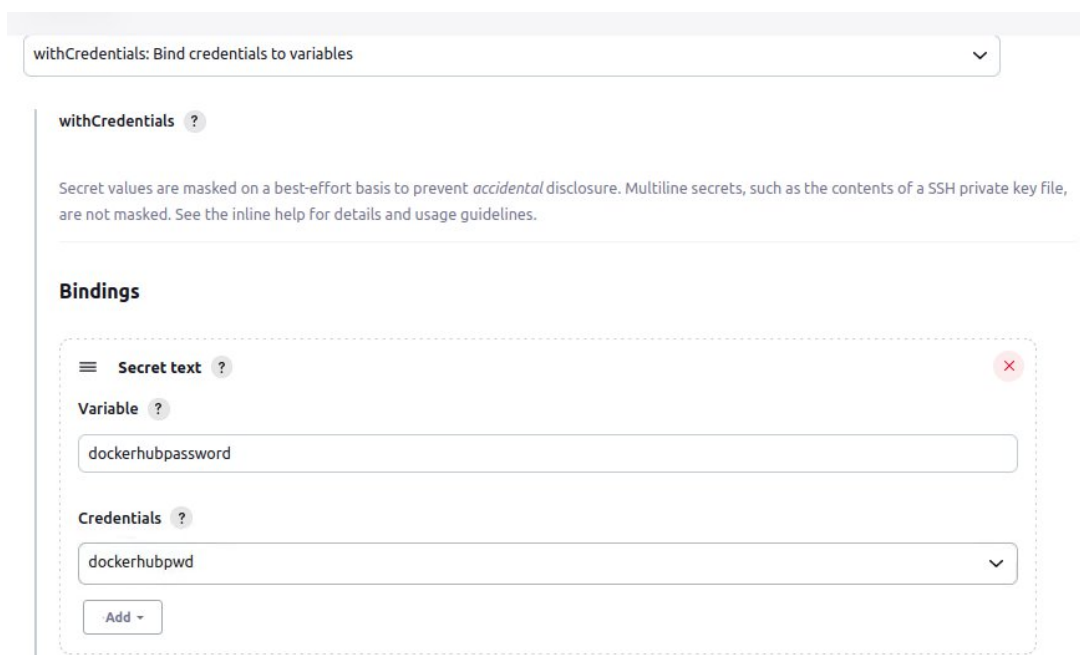 withCredentials: Bind credentials to variables
withCredentials ?
Secret values are masked on a best-effort basis to prevent accidental disclosure. Multiline secrets, such as the contents of a SSH private key file,
are not masked. See the inline help for details and usage guidelines.
Bindings
Secret text ?
Variable ?
dockerhubpassword
Credentials ?
dockerhubpwd
Add